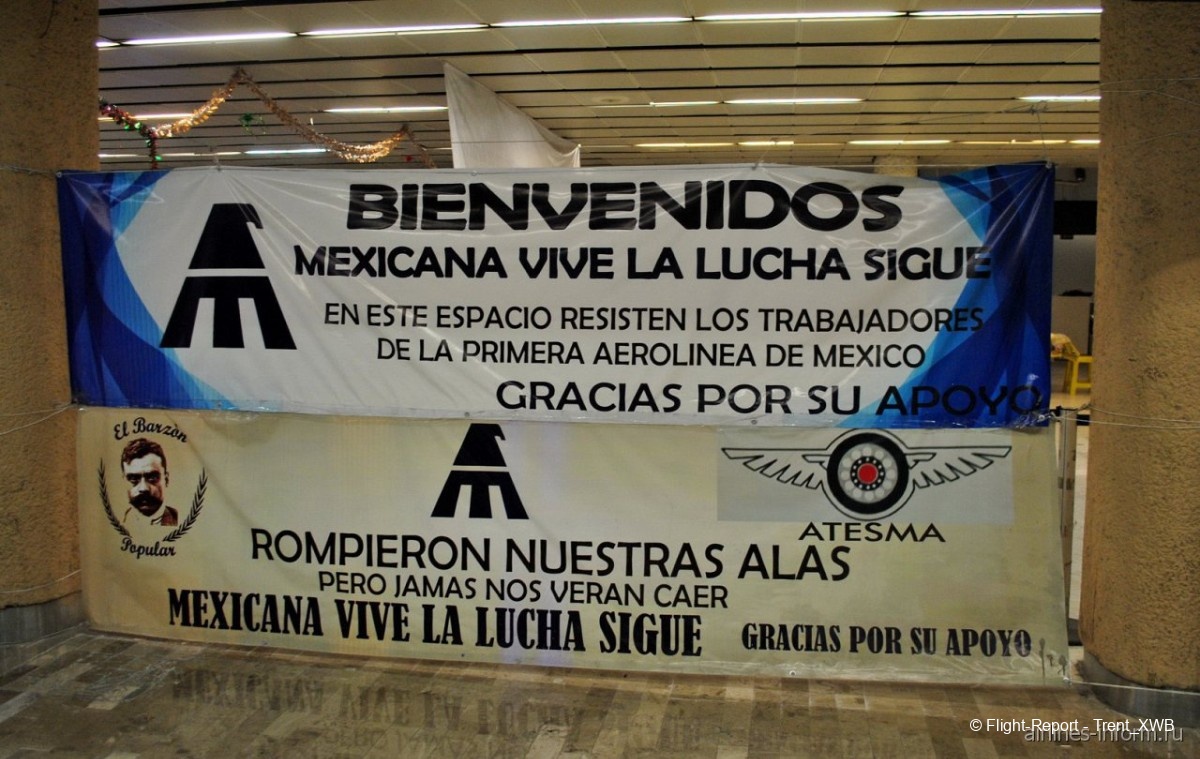 BIENVENIDOS
MEXICANA VIVE LA LUCHA SIGUE
EN ESTE ESPACIO RESISTEN LOS TRABAJADORES
DE LA PRIMERA AEROLINEA DE MEXICO
GRACIAS POR SU APOYO
El Barzòn
Popular
ATESMA
ROMPIERON NUESTRAS ALAS
PERO JAMAS NOS VERAN CAER
MEXICANA VIVE LA LUCHA SIGUE
GRACIAS POR SU APOYO
© Flight-Report - Trent_XWB
airlines-inform.ru